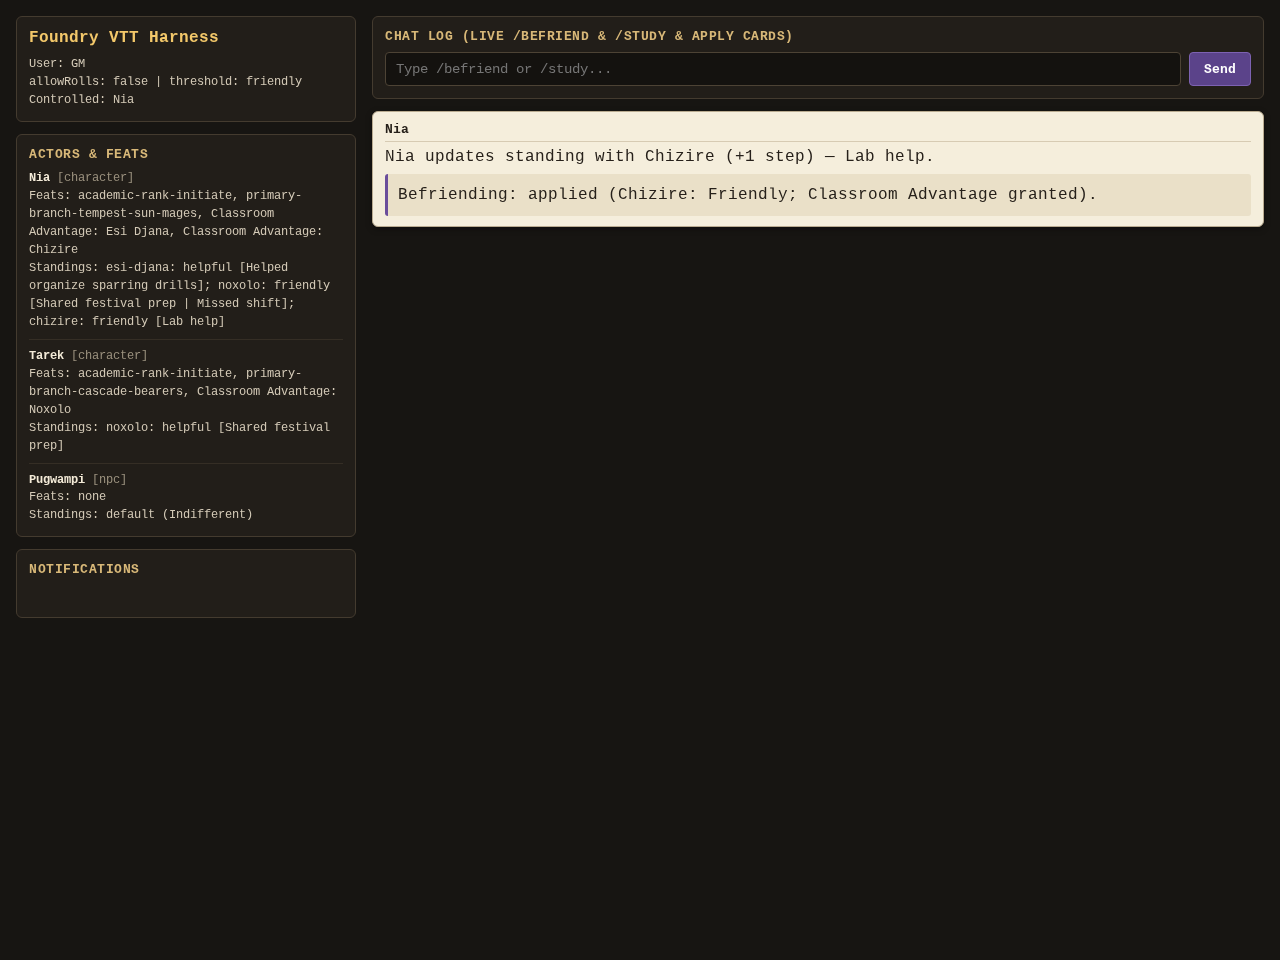 Foundry VTT Harness
User: GM
allowRolls: false | threshold: friendly
Controlled: Nia
ACTORS & FEATS
Nia [character]
Feats: academic-rank-initiate, primary-
branch-tempest-sun-mages, Classroom
Advantage: Esi Djana, Classroom Advantage:
Chizire
Standings: esi-djana: helpful [Helped
organize sparring drills]; noxolo: friendly
[Shared festival prep | Missed shift];
chizire: friendly [Lab help]
Tarek [character]
Feats: academic-rank-initiate, primary-
branch-cascade-bearers, Classroom Advantage:
Noxolo
Standings: noxolo: helpful [Shared festival
prep]
Pugwampi [npc]
Feats: none
Standings: default (Indifferent)
NOTIFICATIONS
CHAT LOG (LIVE /BEFRIEND & /STUDY & APPLY CARDS)
Type /befriend or /study...
Send
Nia
Nia updates standing with Chizire (+1 step) — Lab help.
Befriending: applied (Chizire: Friendly; Classroom Advantage granted).